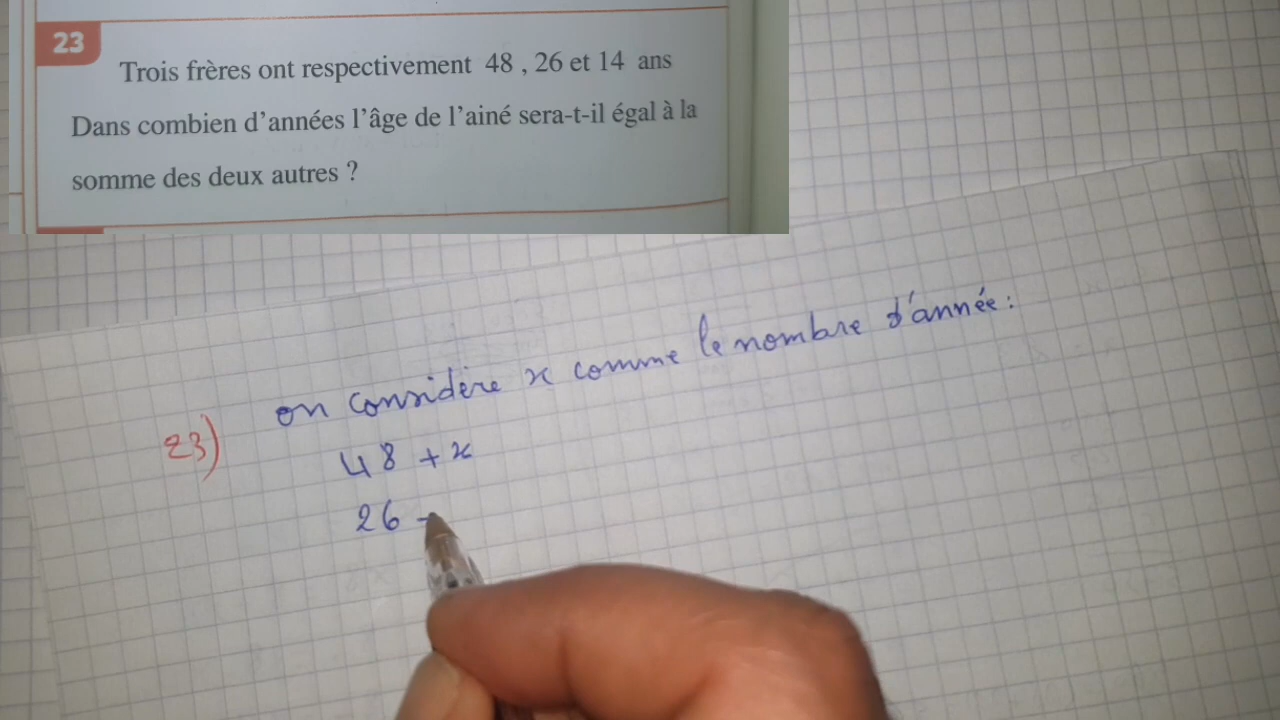 23
Trois frères ont respectivement 48 , 26 et 14 ans
Dans combien d'années l'âge de l'ainé sera-t-il égal à la
somme des deux autres ?
23) on considère x comme le nombre d'année :
48 + x
26 -